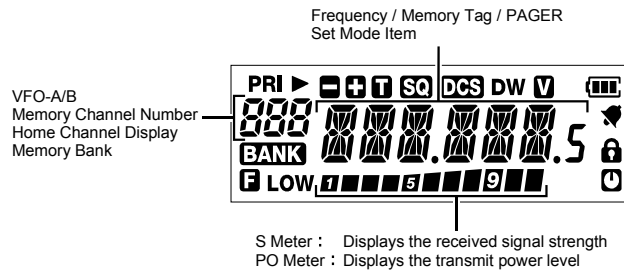 Frequency / Memory Tag / PAGER
Set Mode Item
PRI SQ DCS DW V
T
VFO-A/B
Memory Channel Number
Home Channel Display
Memory Bank
888
.5
BANK
F LOW 1 5 9
S Meter : Displays the received signal strength
PO Meter : Displays the transmit power level